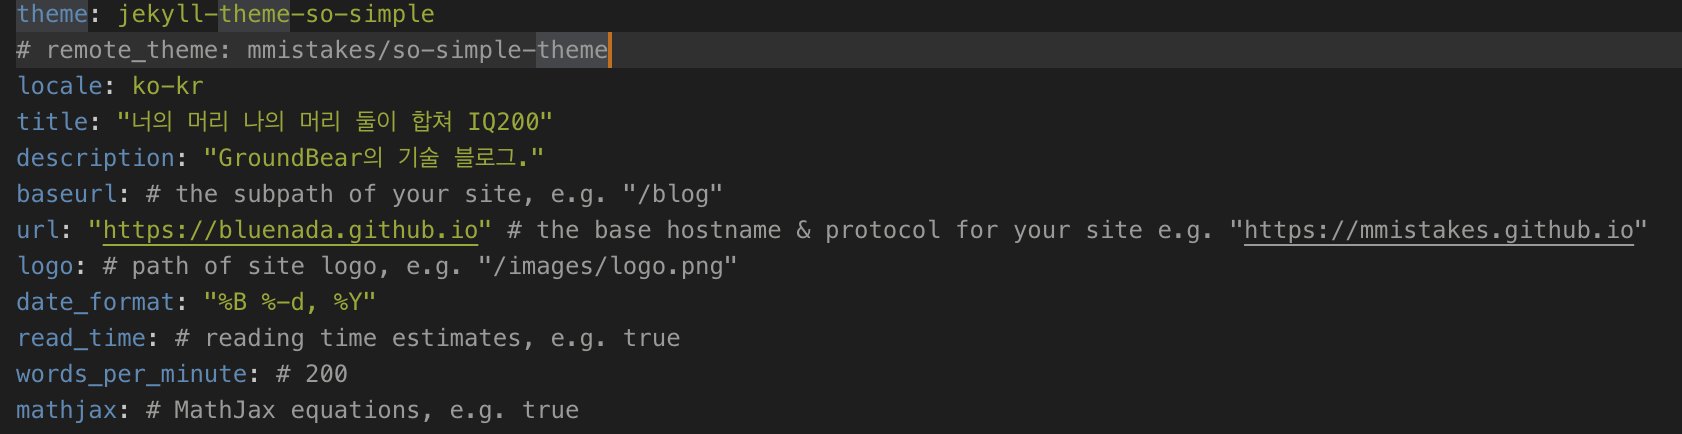 theme: jekyll-theme-so-simple
# remote_theme: mmistakes/so-simple-theme
locale: ko-kr
title: "너의 머리 나의 머리 둘이 합쳐 IQ200"
description: "GroundBear의 기술 블로그."
baseurl: # the subpath of your site, e.g. "/blog"
url: "https://bluenada.github.io" # the base hostname & protocol for your site e.g. "https://mmistakes.github.io"
logo: # path of site logo, e.g. "/images/logo.png"
date_format: "%B %-d, %Y"
read_time: # reading time estimates, e.g. true
words_per_minute: # 200
mathjax: # MathJax equations, e.g. true